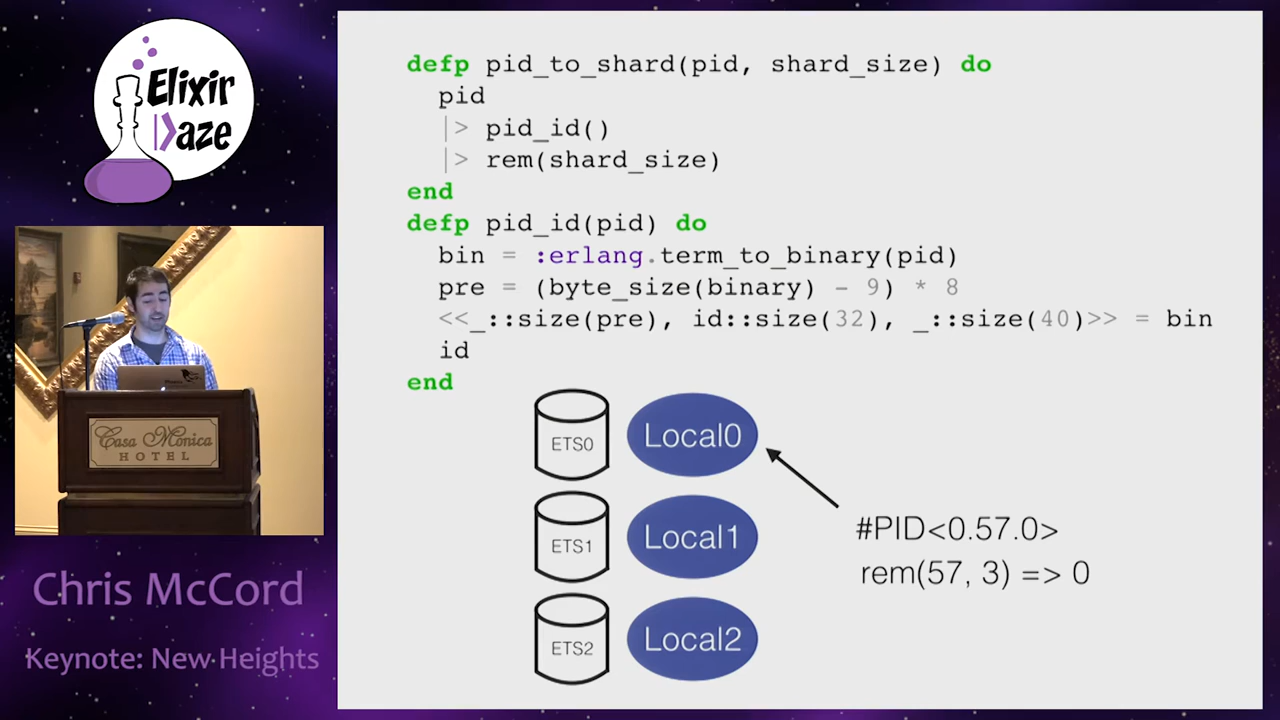 Elixir
|>aze
Casa Monica
HOTEL
Chris McCord
Keynote: New Heights
defp pid_to_shard(pid, shard_size) do
pid
|> pid_id()
|> rem(shard_size)
end
defp pid_id(pid) do
bin = :erlang.term_to_binary(pid)
pre = (byte_size(binary) - 9) * 8
<<_::size(pre), id::size(32), _::size(40)>> = bin
id
end
ETS0
Local0
ETS1
Local1
ETS2
Local2
#PID<0.57.0>
rem(57, 3) => 0